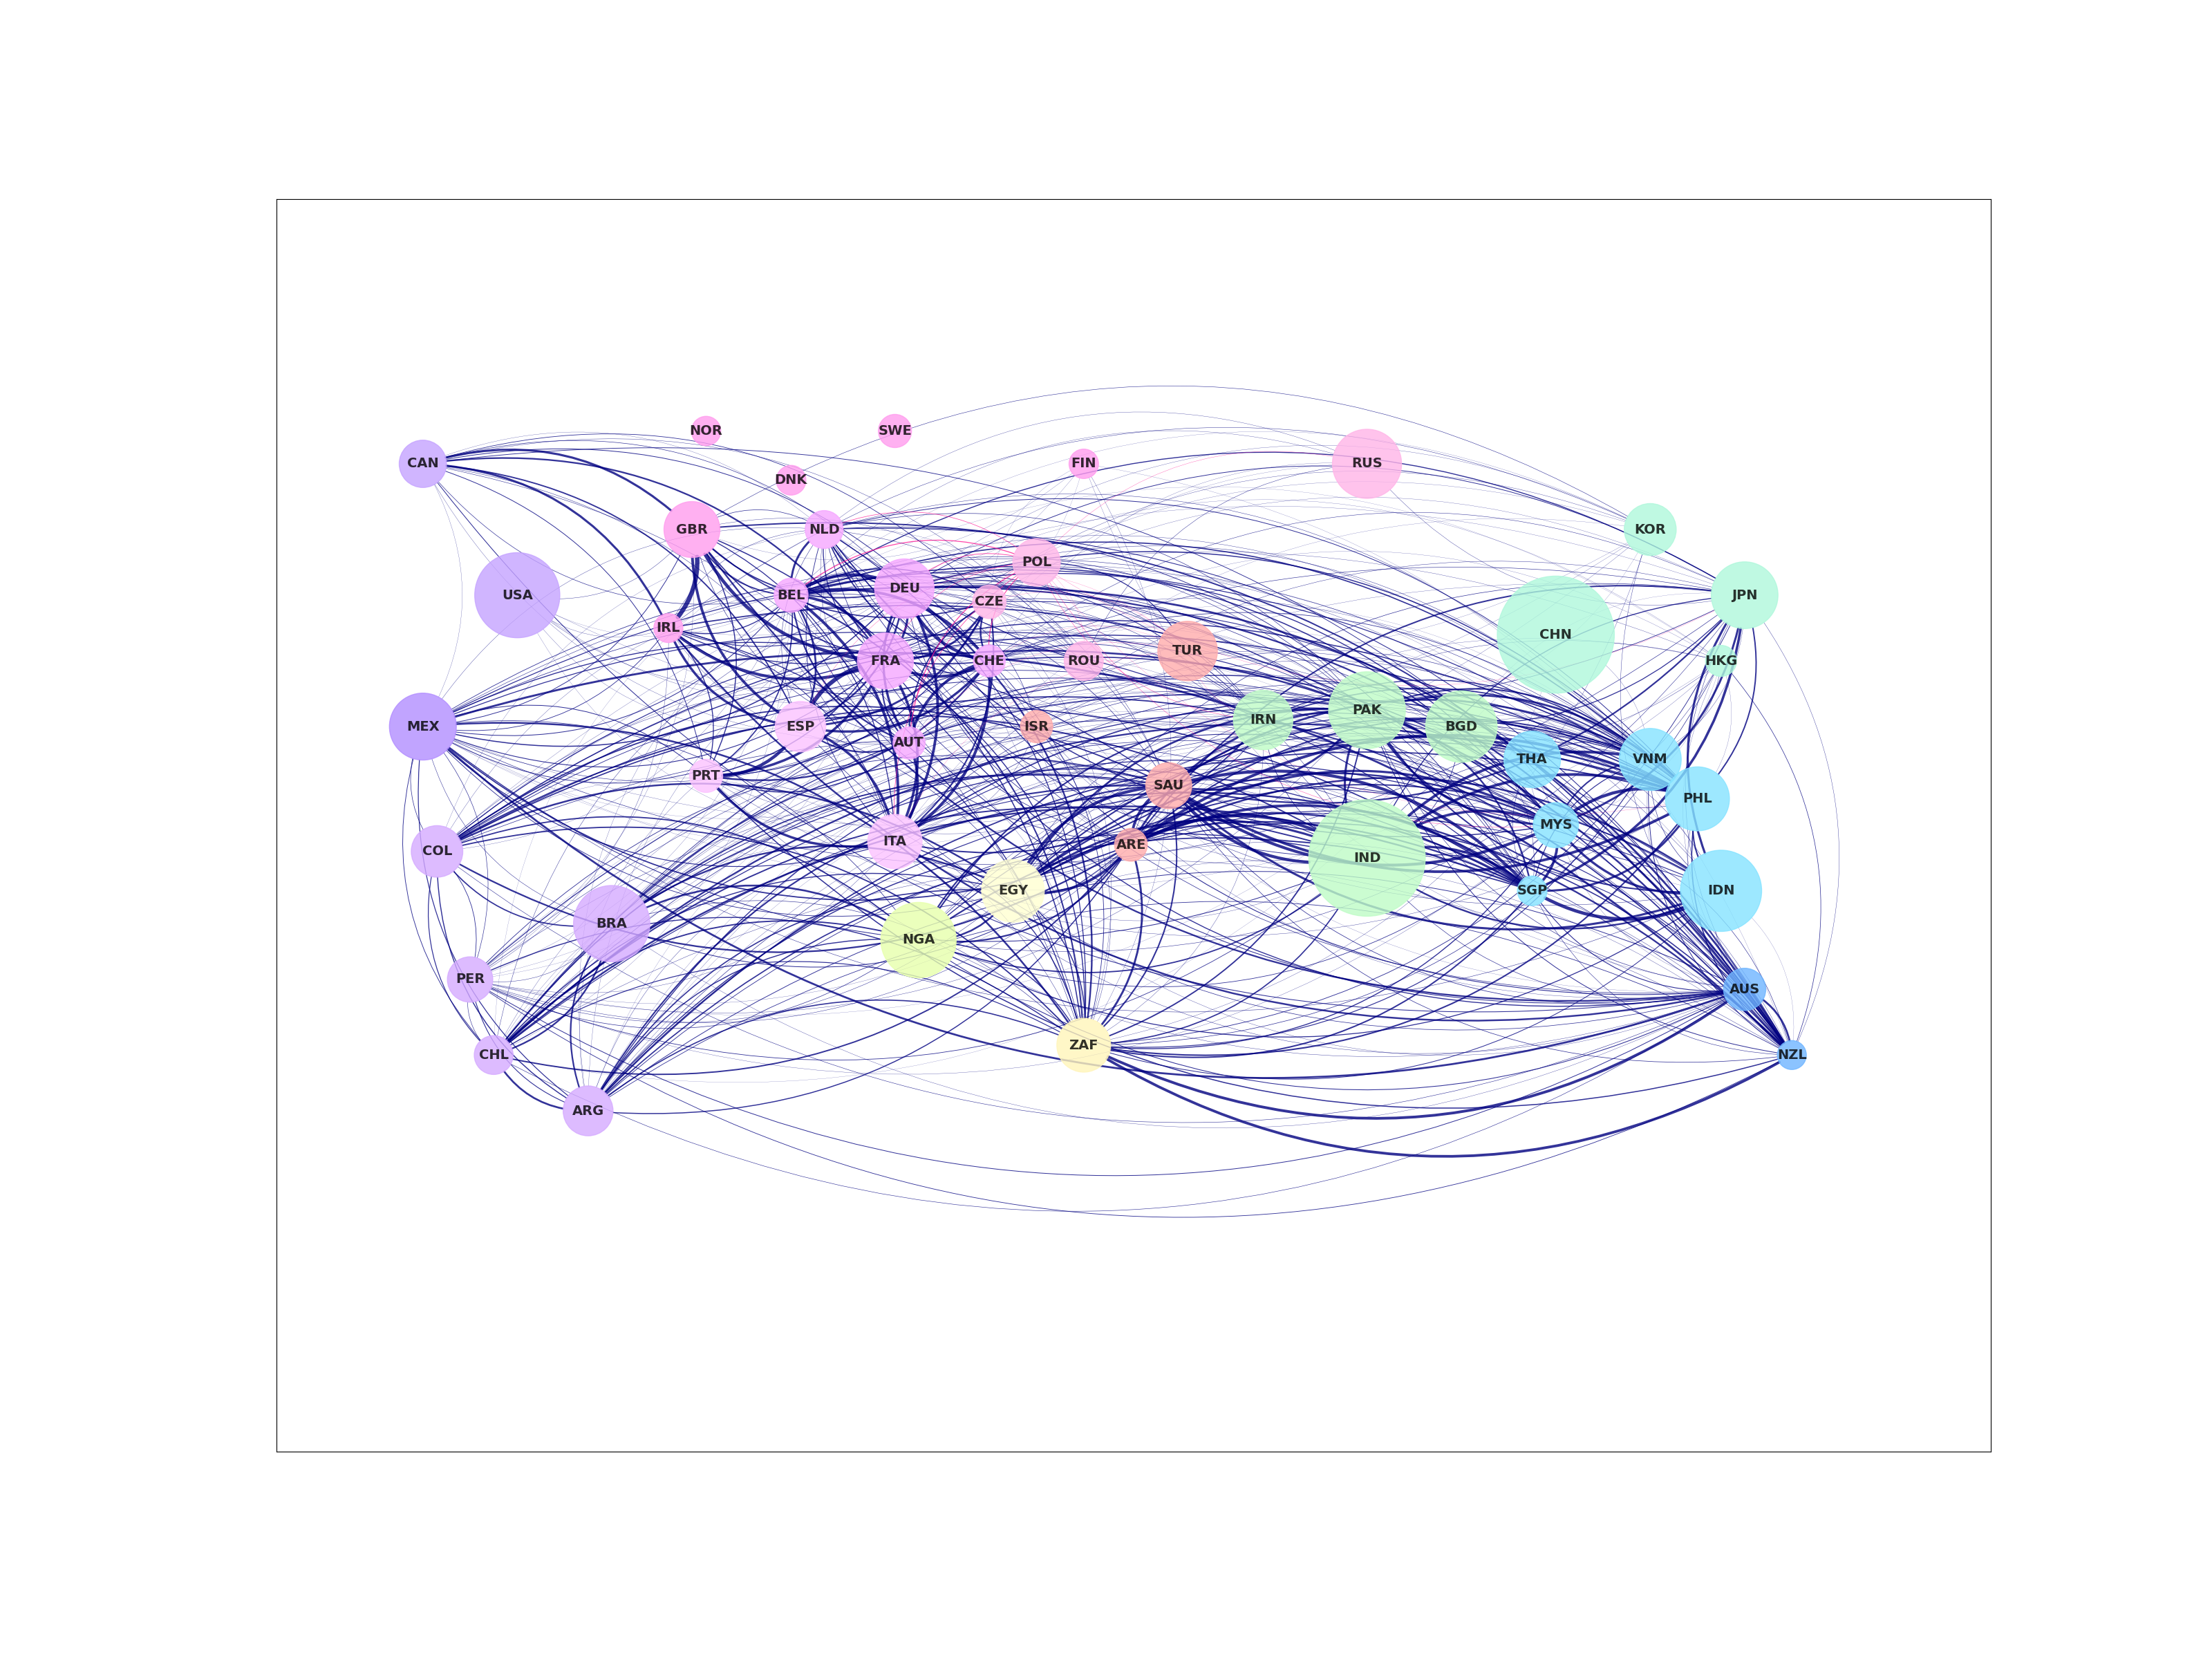 NOR
SWE
CAN
FIN
RUS
DNK
GBR
NLD
KOR
POL
DEU
USA
BEL
CZE
JPN
IRL
CHN
TUR
FRA
CHE
ROU
HKG
PAK
IRN
MEX
ESP
ISR
BGD
AUT
THA
VNM
PRT
SAU
PHL
MYS
ITA
ARE
COL
IND
EGY
SGP
IDN
BRA
NGA
PER
AUS
ZAF
CHL
NZL
ARG